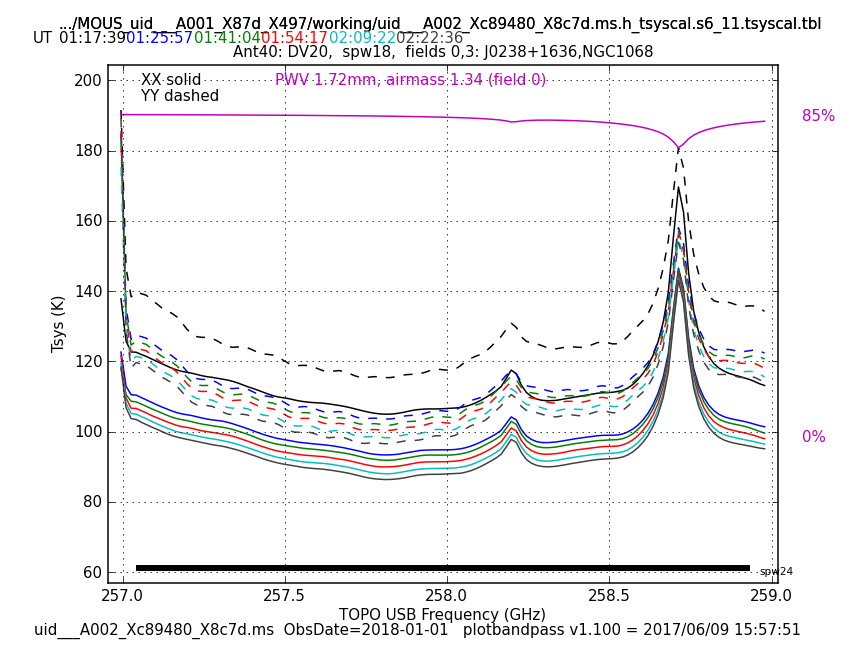 .../MOUS_uid___A001_X87d_X497/working/uid___A002_Xc89480_X8c7d.ms.h_tsyscal.s6_11.tsyscal.tbl
UT 01:17:39 01:25:57 01:41:04 01:54:17 02:09:22 02:22:36
Ant40: DV20, spw18, fields 0,3: J0238+1636,NGC1068
XX solid
PWV 1.72mm, airmass 1.34 (field 0)
YY dashed
85%
0%
200
180
160
140
120
100
80
60
Tsys (K)
spw24
257.0 257.5 258.0 258.5 259.0
TOPO USB Frequency (GHz)
uid___A002_Xc89480_X8c7d.ms ObsDate=2018-01-01 plotbandpass v1.100 = 2017/06/09 15:57:51